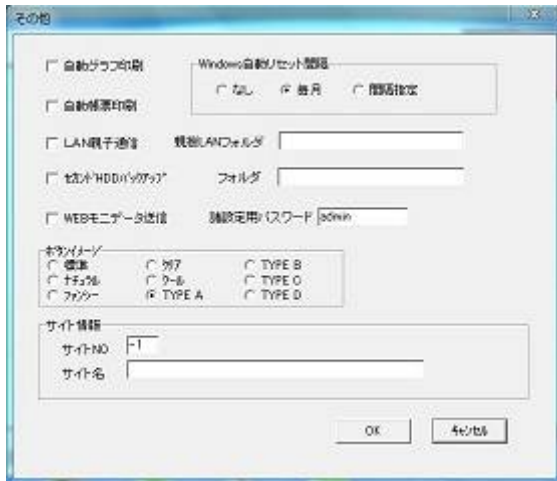 その他
自動グラフ印刷
Windows自動リセット間隔
なし 毎月 間隔指定
自動帳票印刷
LAN親子通信 親機LANフォルダ
ｾｶﾝﾄﾞHDDﾊﾞｯｸｱｯﾌﾟ フォルダ
WEBモニデータ送信 諸設定用パスワード admin
ﾎﾞﾀﾝｲﾒｰｼﾞ
標準 ｸﾘｱ TYPE B
ﾅﾁｭﾗﾙ ｸｰﾙ TYPE C
ﾌｧﾝｼｰ TYPE A TYPE D
サイト情報
サイトNO -1
サイト名
OK ｷｬﾝｾﾙ